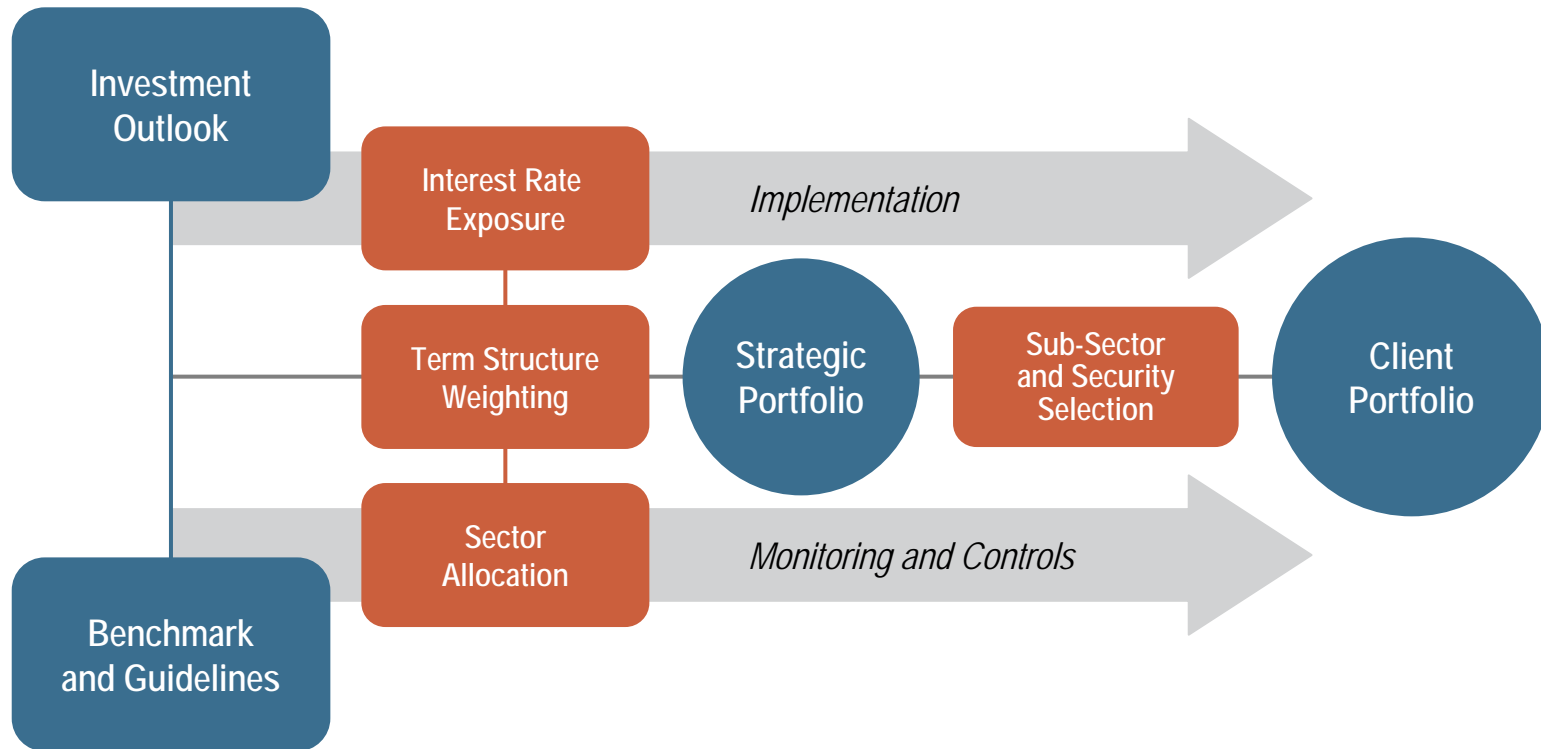 Investment
Outlook
Interest Rate
Exposure
Implementation
Term Structure
Weighting
Strategic
Portfolio
Sub-Sector
and Security
Selection
Client
Portfolio
Sector
Allocation
Monitoring and Controls
Benchmark
and Guidelines